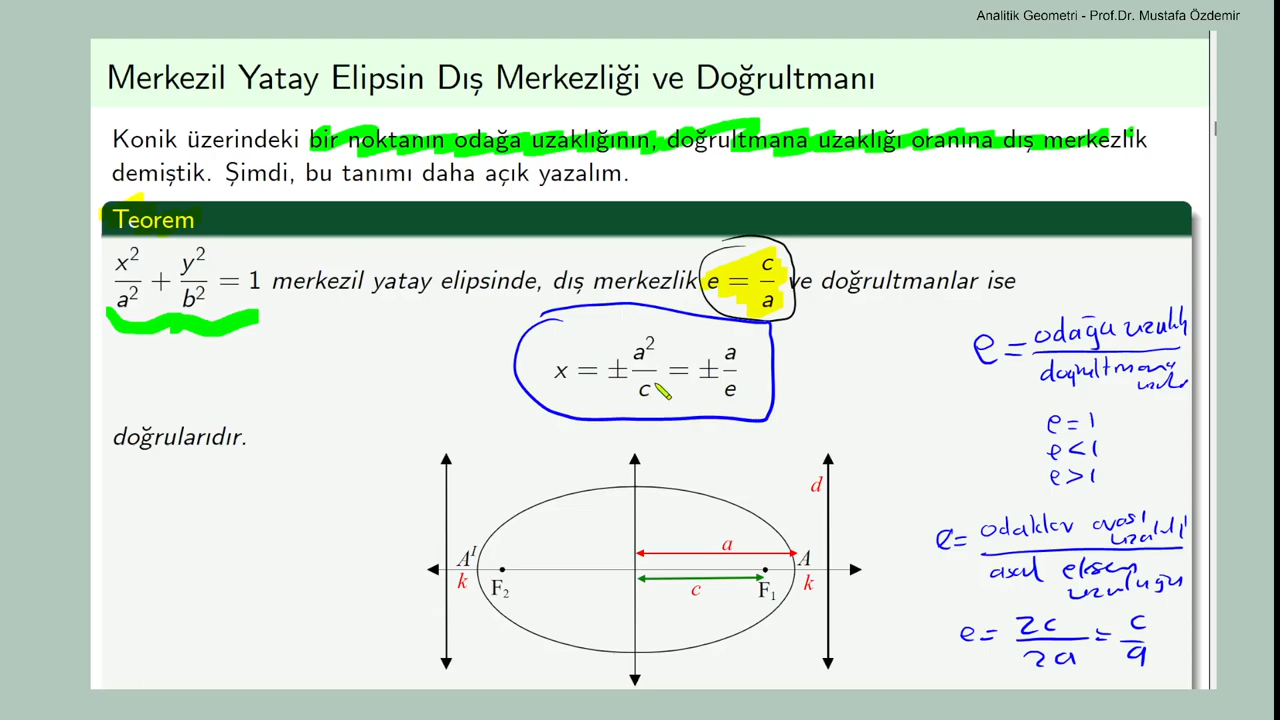 Analitik Geometri - Prof.Dr. Mustafa Özdemir
Merkezil Yatay Elipsin Dış Merkezliği ve Doğrultmanı
Konik üzerindeki bir noktanın odağa uzaklığının, doğrultmana uzaklığı oranına dış merkezlik
demiştik. Şimdi, bu tanımı daha açık yazalım.
Teorem
x²/a² + y²/b² = 1 merkezil yatay elipsinde, dış merkezlik e = c/a ve doğrultmanlar ise
x = ± a²/c = ± a/e
doğrularıdır.
e = odağa uzaklık / doğrultmana
e = 1
e < 1
e > 1
e = odaklar arası / asal eksen uzunluğu
e = 2c/2a = c/a
d
a
A' A
k F₂ c F₁ k